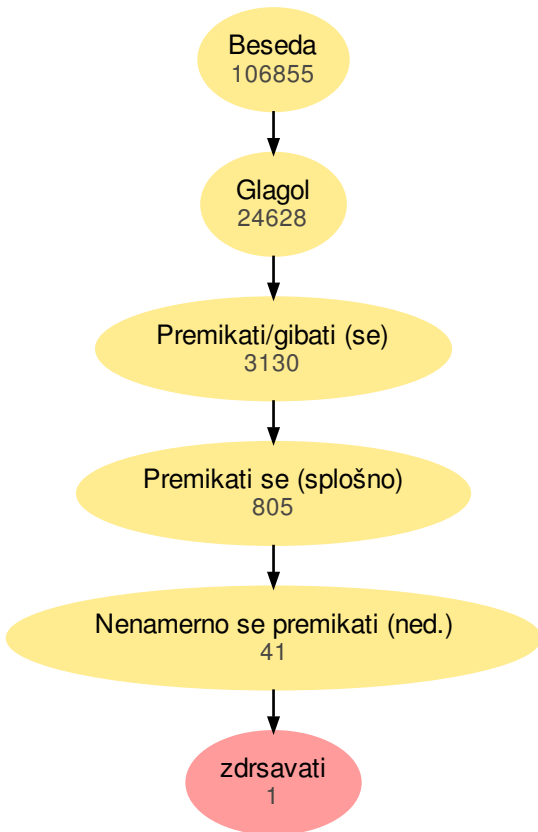 Beseda
106855
Glagol
24628
Premikati/gibati (se)
3130
Premikati se (splošno)
805
Nenamerno se premikati (ned.)
41
zdrsavati
1